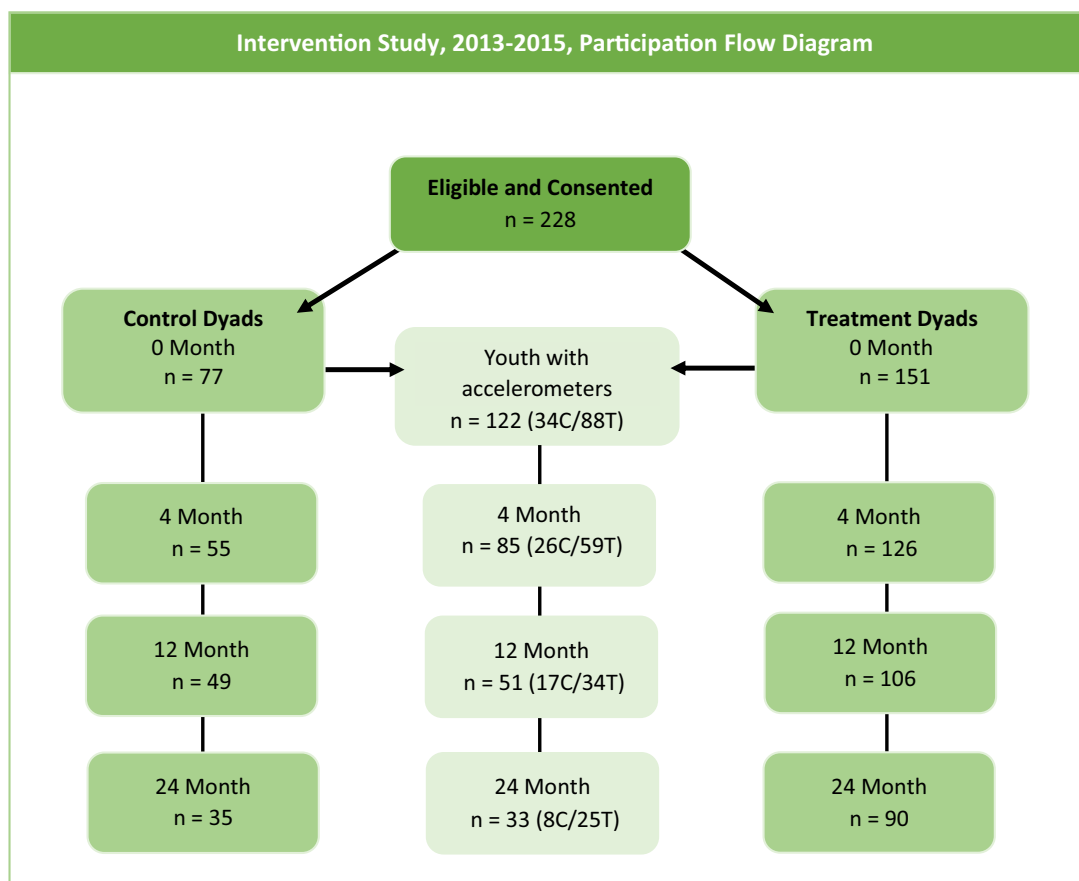 Intervention Study, 2013-2015, Participation Flow Diagram
Eligible and Consented
n = 228
Control Dyads
0 Month
n = 77
Youth with
accelerometers
n = 122 (34C/88T)
Treatment Dyads
0 Month
n = 151
4 Month
n = 55
4 Month
n = 85 (26C/59T)
4 Month
n = 126
12 Month
n = 49
12 Month
n = 51 (17C/34T)
12 Month
n = 106
24 Month
n = 35
24 Month
n = 33 (8C/25T)
24 Month
n = 90